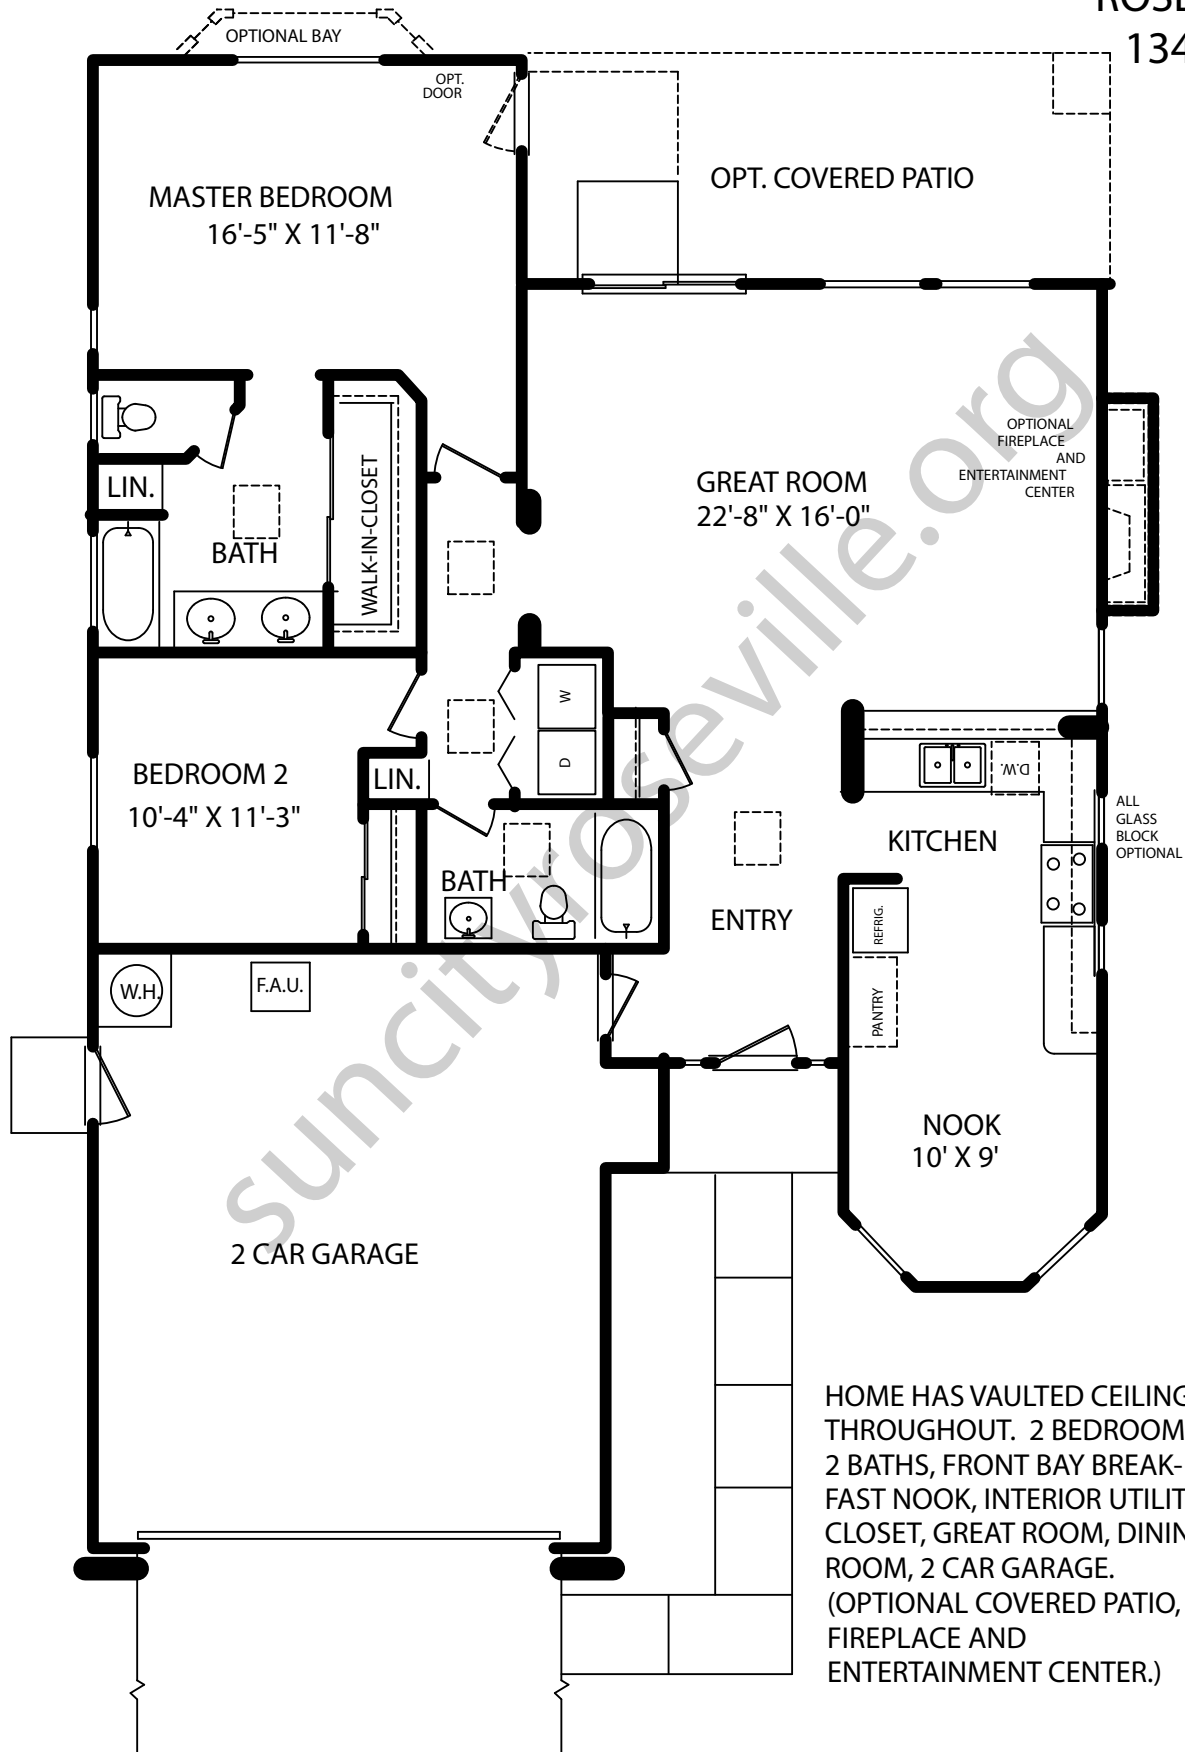 134
OPTIONAL BAY
OPT.
DOOR
MASTER BEDROOM
16'-5" X 11'-8"
OPT. COVERED PATIO
OPTIONAL
FIREPLACE
AND
ENTERTAINMENT
CENTER
GREAT ROOM
22'-8" X 16'-0"
LIN.
BATH
WALK-IN-CLOSET
W
D
BEDROOM 2
10'-4" X 11'-3"
LIN.
D.W.
ALL
GLASS
BLOCK
OPTIONAL
KITCHEN
BATH
ENTRY
REFRIG.
PANTRY
W.H.
F.A.U.
NOOK
10' X 9'
2 CAR GARAGE
suncityroseville.org
HOME HAS VAULTED CEILING
THROUGHOUT. 2 BEDROOM
2 BATHS, FRONT BAY BREAK-
FAST NOOK, INTERIOR UTILIT
CLOSET, GREAT ROOM, DININ
ROOM, 2 CAR GARAGE.
(OPTIONAL COVERED PATIO,
FIREPLACE AND
ENTERTAINMENT CENTER.)